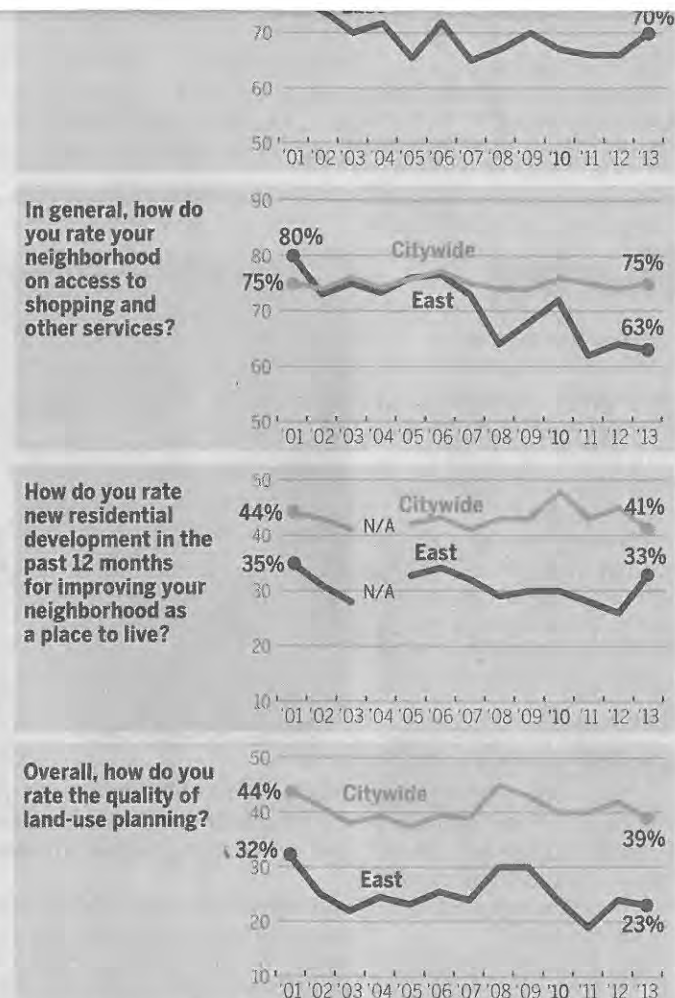 East
70%
70
60
50
'01 '02 '03 '04 '05 '06 '07 '08 '09 '10 '11 '12 '13
In general, how do
you rate your
neighborhood
on access to
shopping and
other services?
90
80%
80
Citywide
75%
75%
70
East
63%
60
50
'01 '02 '03 '04 '05 '06 '07 '08 '09 '10 '11 '12 '13
How do you rate
new residential
development in the
past 12 months
for improving your
neighborhood as
a place to live?
50
44%
Citywide
41%
N/A
40
35%
East
33%
30
N/A
20
10
'01 '02 '03 '04 '05 '06 '07 '08 '09 '10 '11 '12 '13
Overall, how do you
rate the quality of
land-use planning?
50
44%
Citywide
40
39%
32%
30
East
20
23%
10
'01 '02 '03 '04 '05 '06 '07 '08 '09 '10 '11 '12 '13